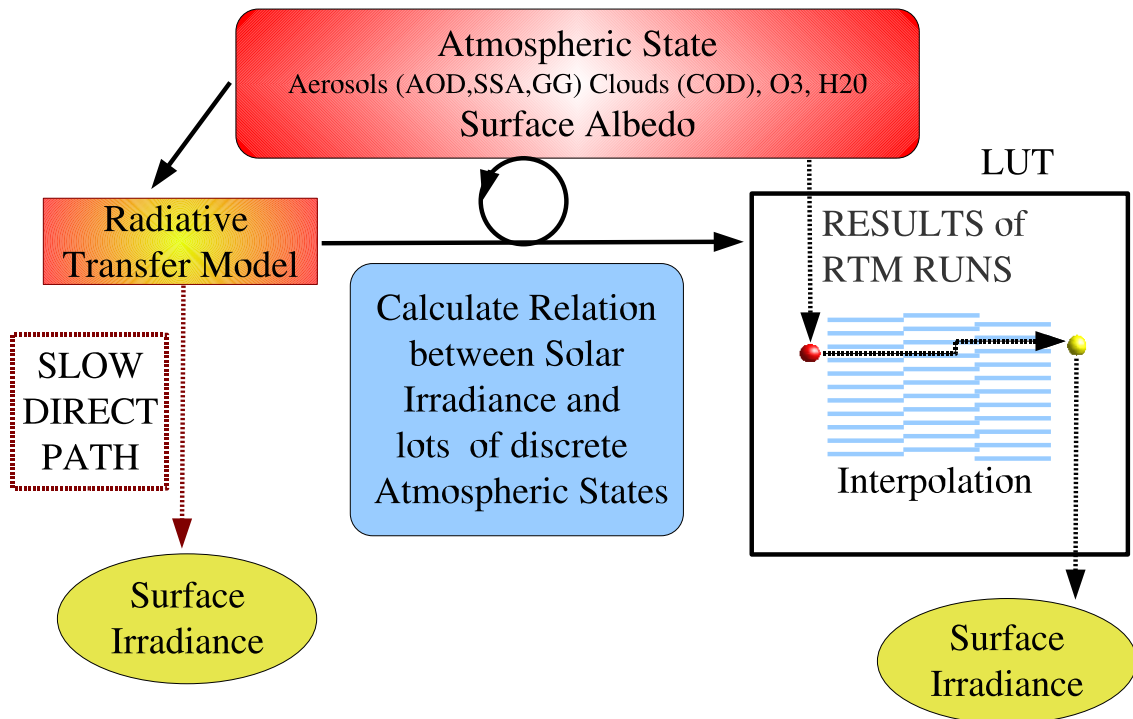 Atmospheric State
Aerosols (AOD,SSA,GG) Clouds (COD), O3, H20
Surface Albedo
LUT
Radiative
Transfer Model
RESULTS of
RTM RUNS
Calculate Relation
between Solar
Irradiance and
lots of discrete
Atmospheric States
SLOW
DIRECT
PATH
Interpolation
Surface
Irradiance
Surface
Irradiance